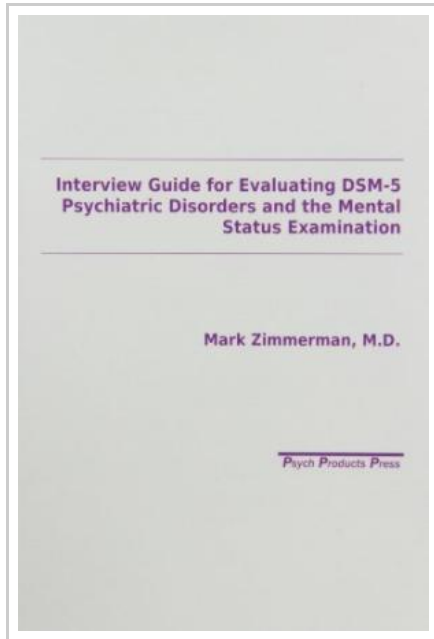 Interview Guide for Evaluating DSM-5
Psychiatric Disorders and the Mental
Status Examination
Mark Zimmerman, M.D.
Psych Products Press